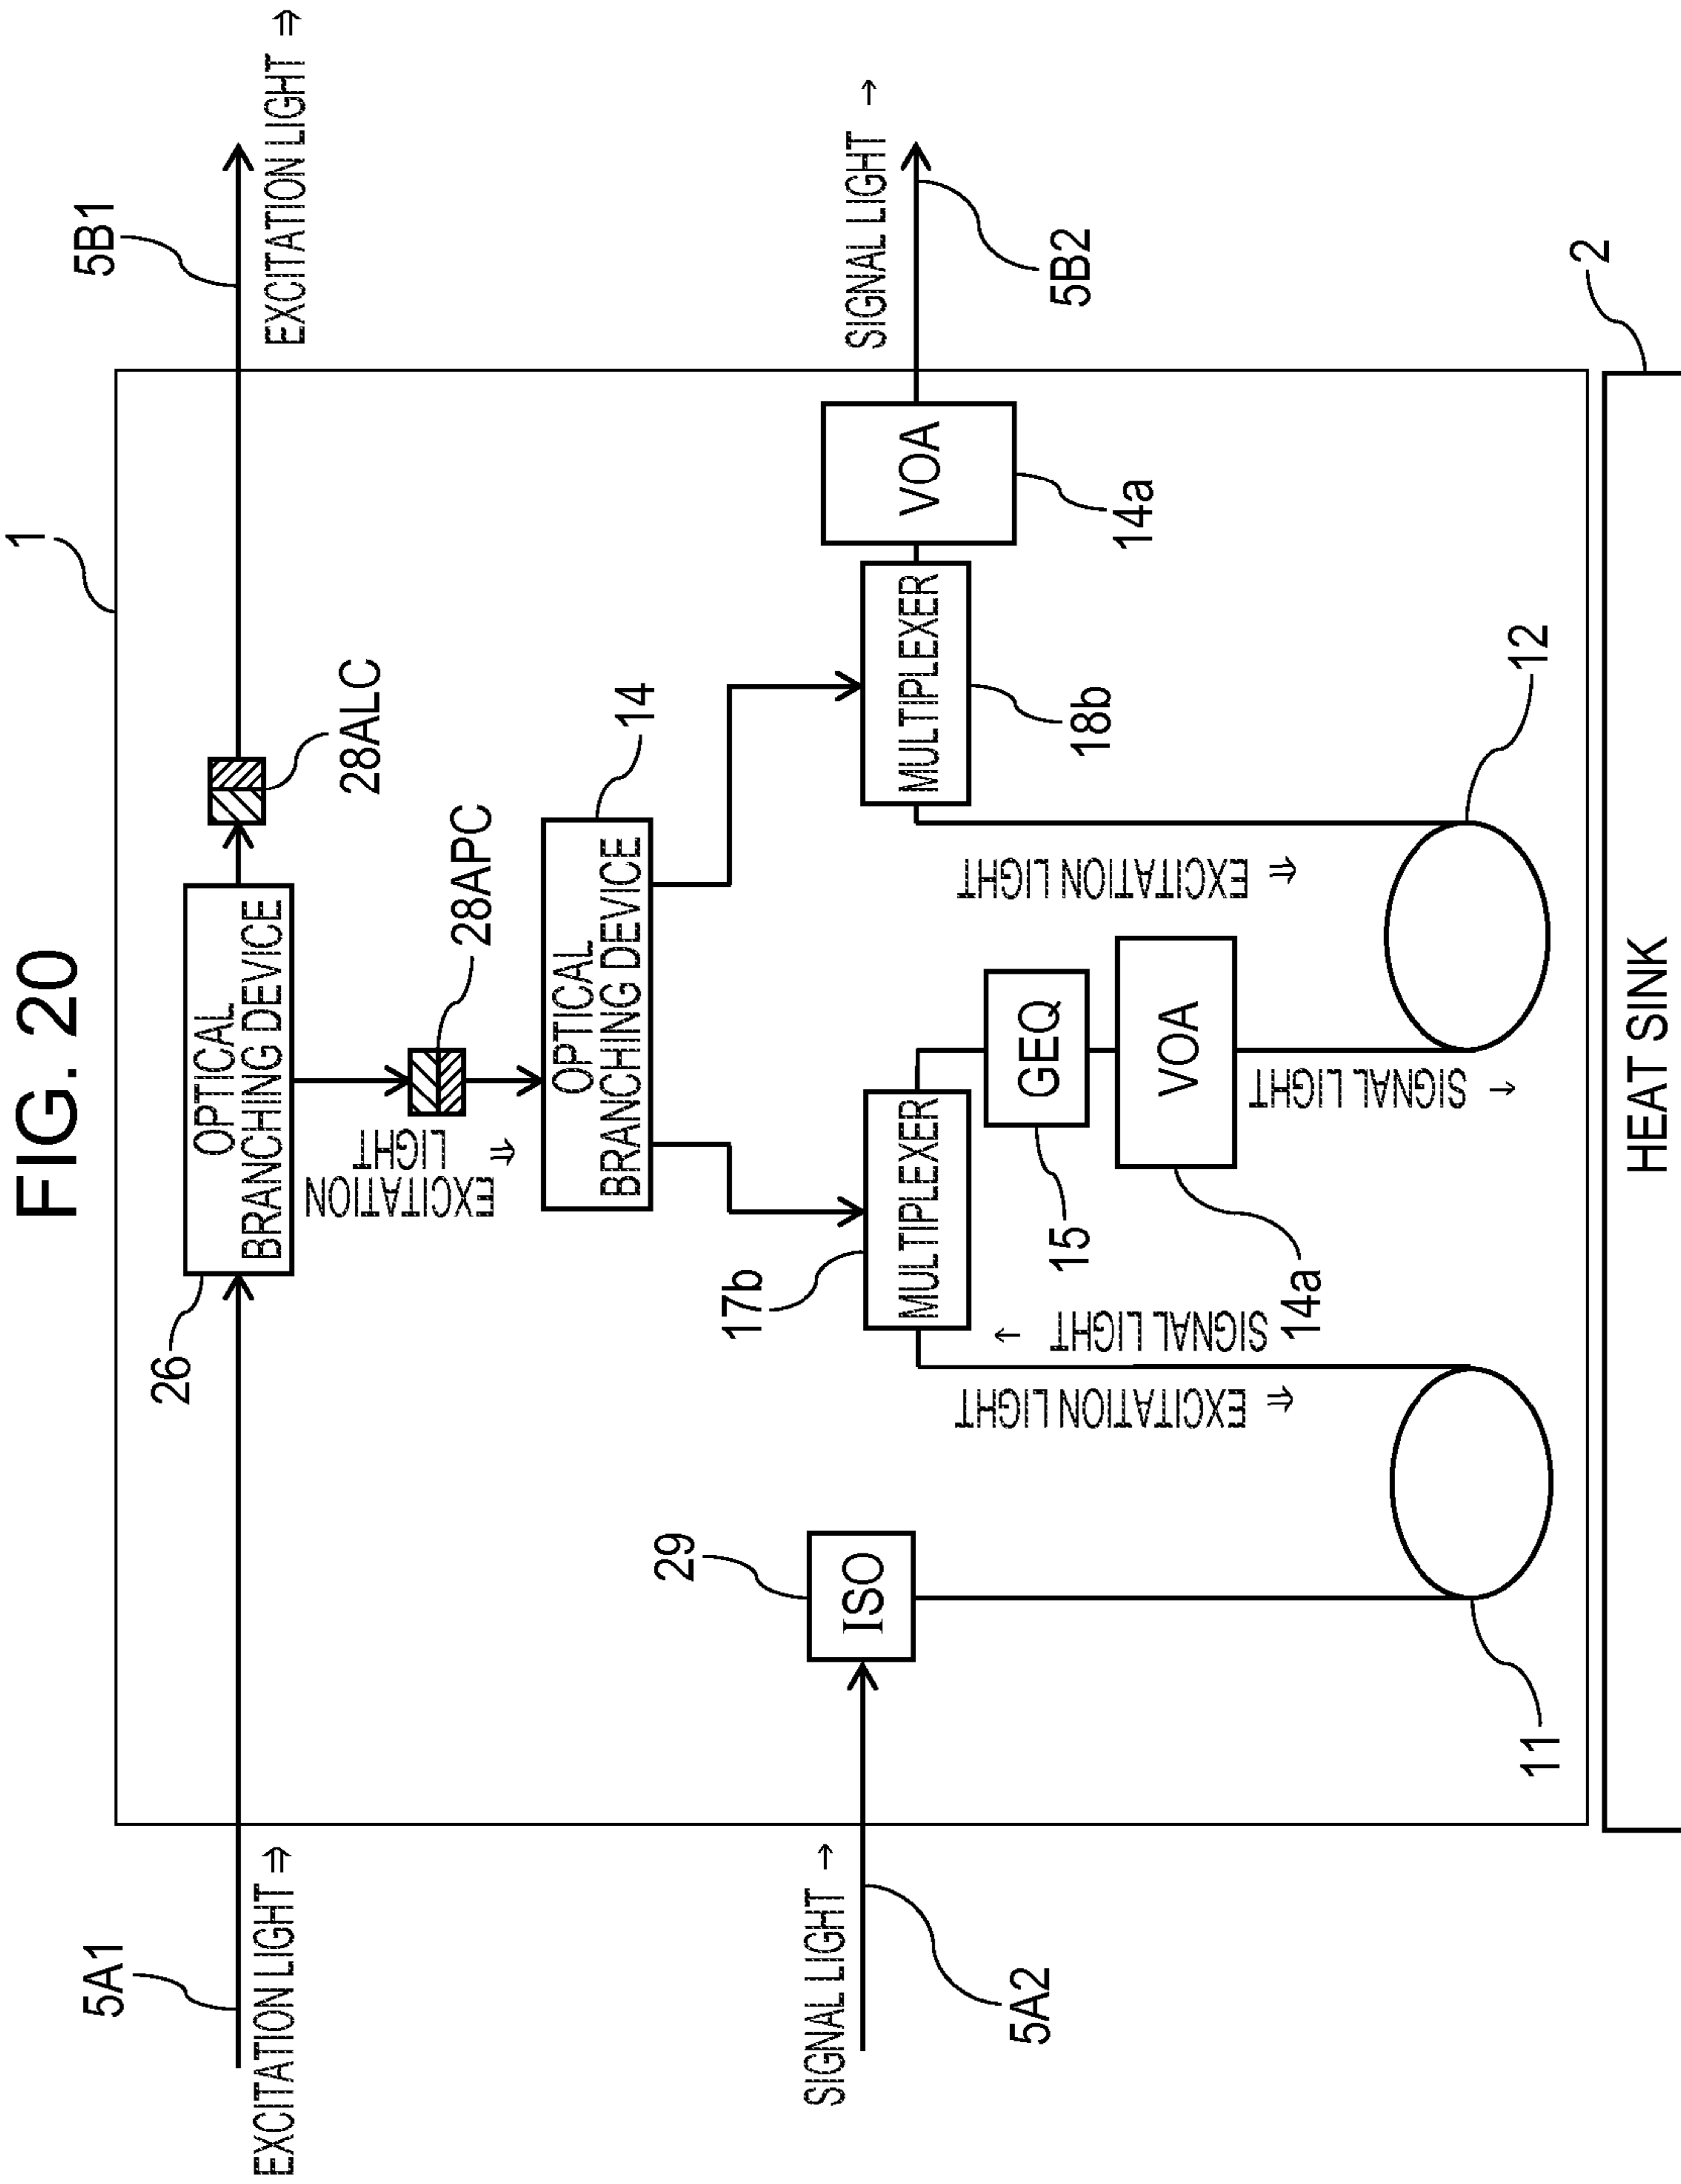 FIG. 20
1
5A1
EXCITATION LIGHT ⇒
26
OPTICAL
BRANCHING DEVICE
28ALC
5B1
EXCITATION LIGHT ⇒
EXCITATION
LIGHT ⇒
28APC
OPTICAL
BRANCHING DEVICE
14
SIGNAL LIGHT →
5A2
29
ISO
17b
MULTIPLEXER
MULTIPLEXER
18b
VOA
14a
SIGNAL LIGHT →
5B2
GEQ
15
VOA
14a
EXCITATION LIGHT ⇒
SIGNAL LIGHT →
SIGNAL LIGHT →
EXCITATION LIGHT ⇒
11
12
HEAT SINK
2